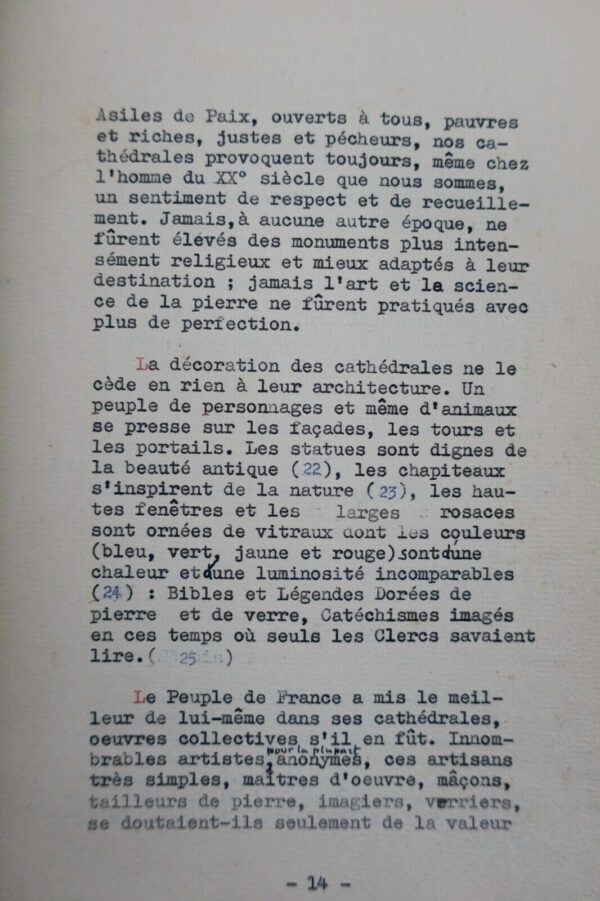 Asiles de Paix, ouverts à tous, pauvres
et riches, justes et pécheurs, nos ca-
thédrales provoquent toujours, même chez
l'homme du XX° siècle que nous sommes,
un sentiment de respect et de recueille-
ment. Jamais,à aucune autre époque, ne
fûrent élevés des monuments plus inten-
sément religieux et mieux adaptés à leur
destination ; jamais l'art et la scien-
ce de la pierre ne fûrent pratiqués avec
plus de perfection.
La décoration des cathédrales ne le
cède en rien à leur architecture. Un
peuple de personnages et même d'animaux
se presse sur les façades, les tours et
les portails. Les statues sont dignes de
la beauté antique (22), les chapiteaux
s'inspirent de la nature (23), les hau-
tes fenêtres et les larges rosaces
sont ornées de vitraux dont les couleurs
(bleu, vert, jaune et rouge) sont d'une
chaleur et d'une luminosité incomparables
(24) : Bibles et Légendes Dorées de
pierre et de verre, Catéchismes imagés
en ces temps où seuls les Clercs savaient
lire.( 25 )
Le Peuple de France a mis le meil-
leur de lui-même dans ses cathédrales,
oeuvres collectives s'il en fût. Innom-
pour la plupart
brables artistes, anonymes, ces artisans
très simples, maîtres d'oeuvre, mâçons,
tailleurs de pierre, imagiers, verriers,
se doutaient-ils seulement de la valeur
- 14 -